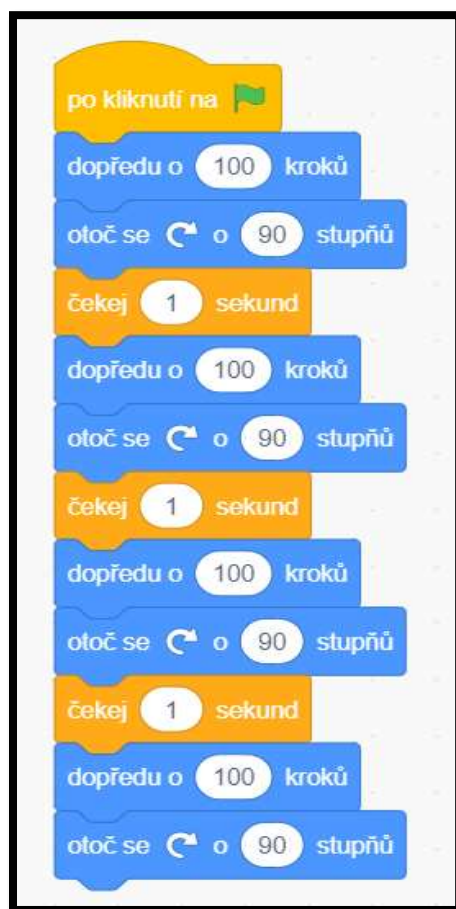 po kliknutí na
dopředu o 100 kroků
otoč se o 90 stupňů
čekej 1 sekund
dopředu o 100 kroků
otoč se o 90 stupňů
čekej 1 sekund
dopředu o 100 kroků
otoč se o 90 stupňů
čekej 1 sekund
dopředu o 100 kroků
otoč se o 90 stupňů